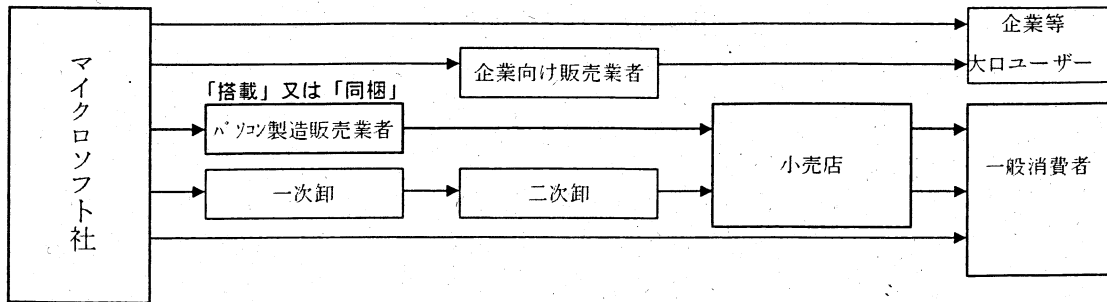 マイクロソフト社
企業等
大口ユーザー
企業向け販売業者
「搭載」又は「同梱」
ﾊﾟｿｺﾝ製造販売業者
小売店
一般消費者
一次卸
二次卸